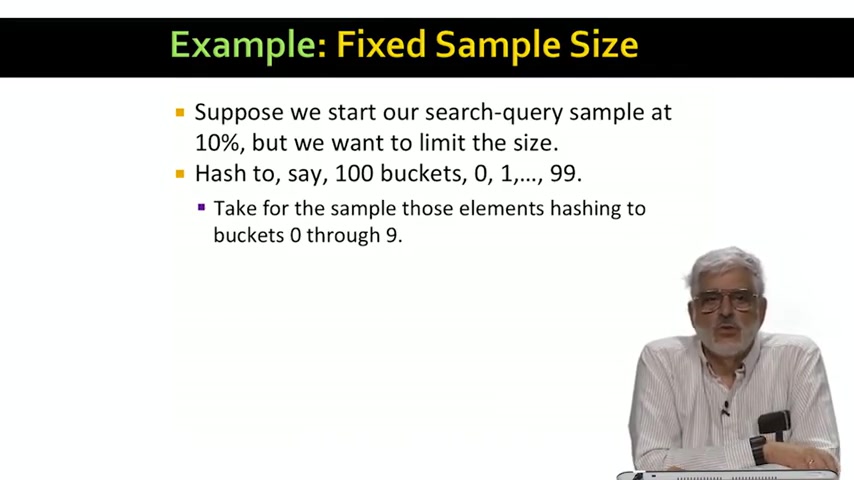 Example: Fixed Sample Size
Suppose we start our search-query sample at
10%, but we want to limit the size.
Hash to, say, 100 buckets, 0, 1,…, 99.
Take for the sample those elements hashing to
buckets 0 through 9.